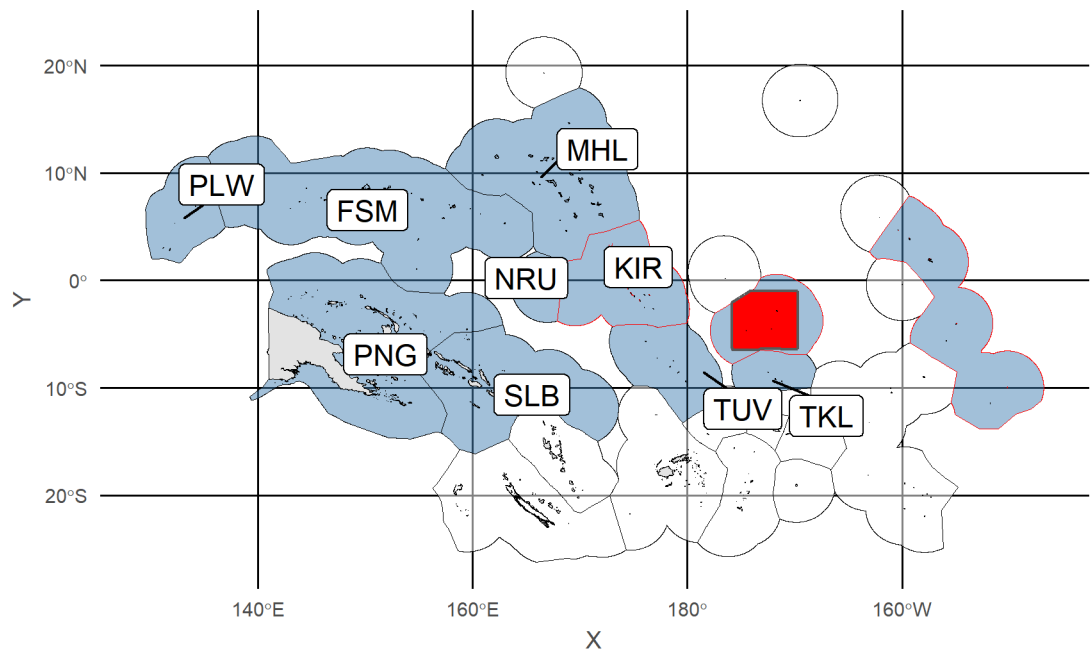 20°N
10°N
0°
10°S
20°S
Y
PLW
FSM
MHL
NRU
KIR
PNG
SLB
TUV
TKL
140°E
160°E
180°
160°W
X